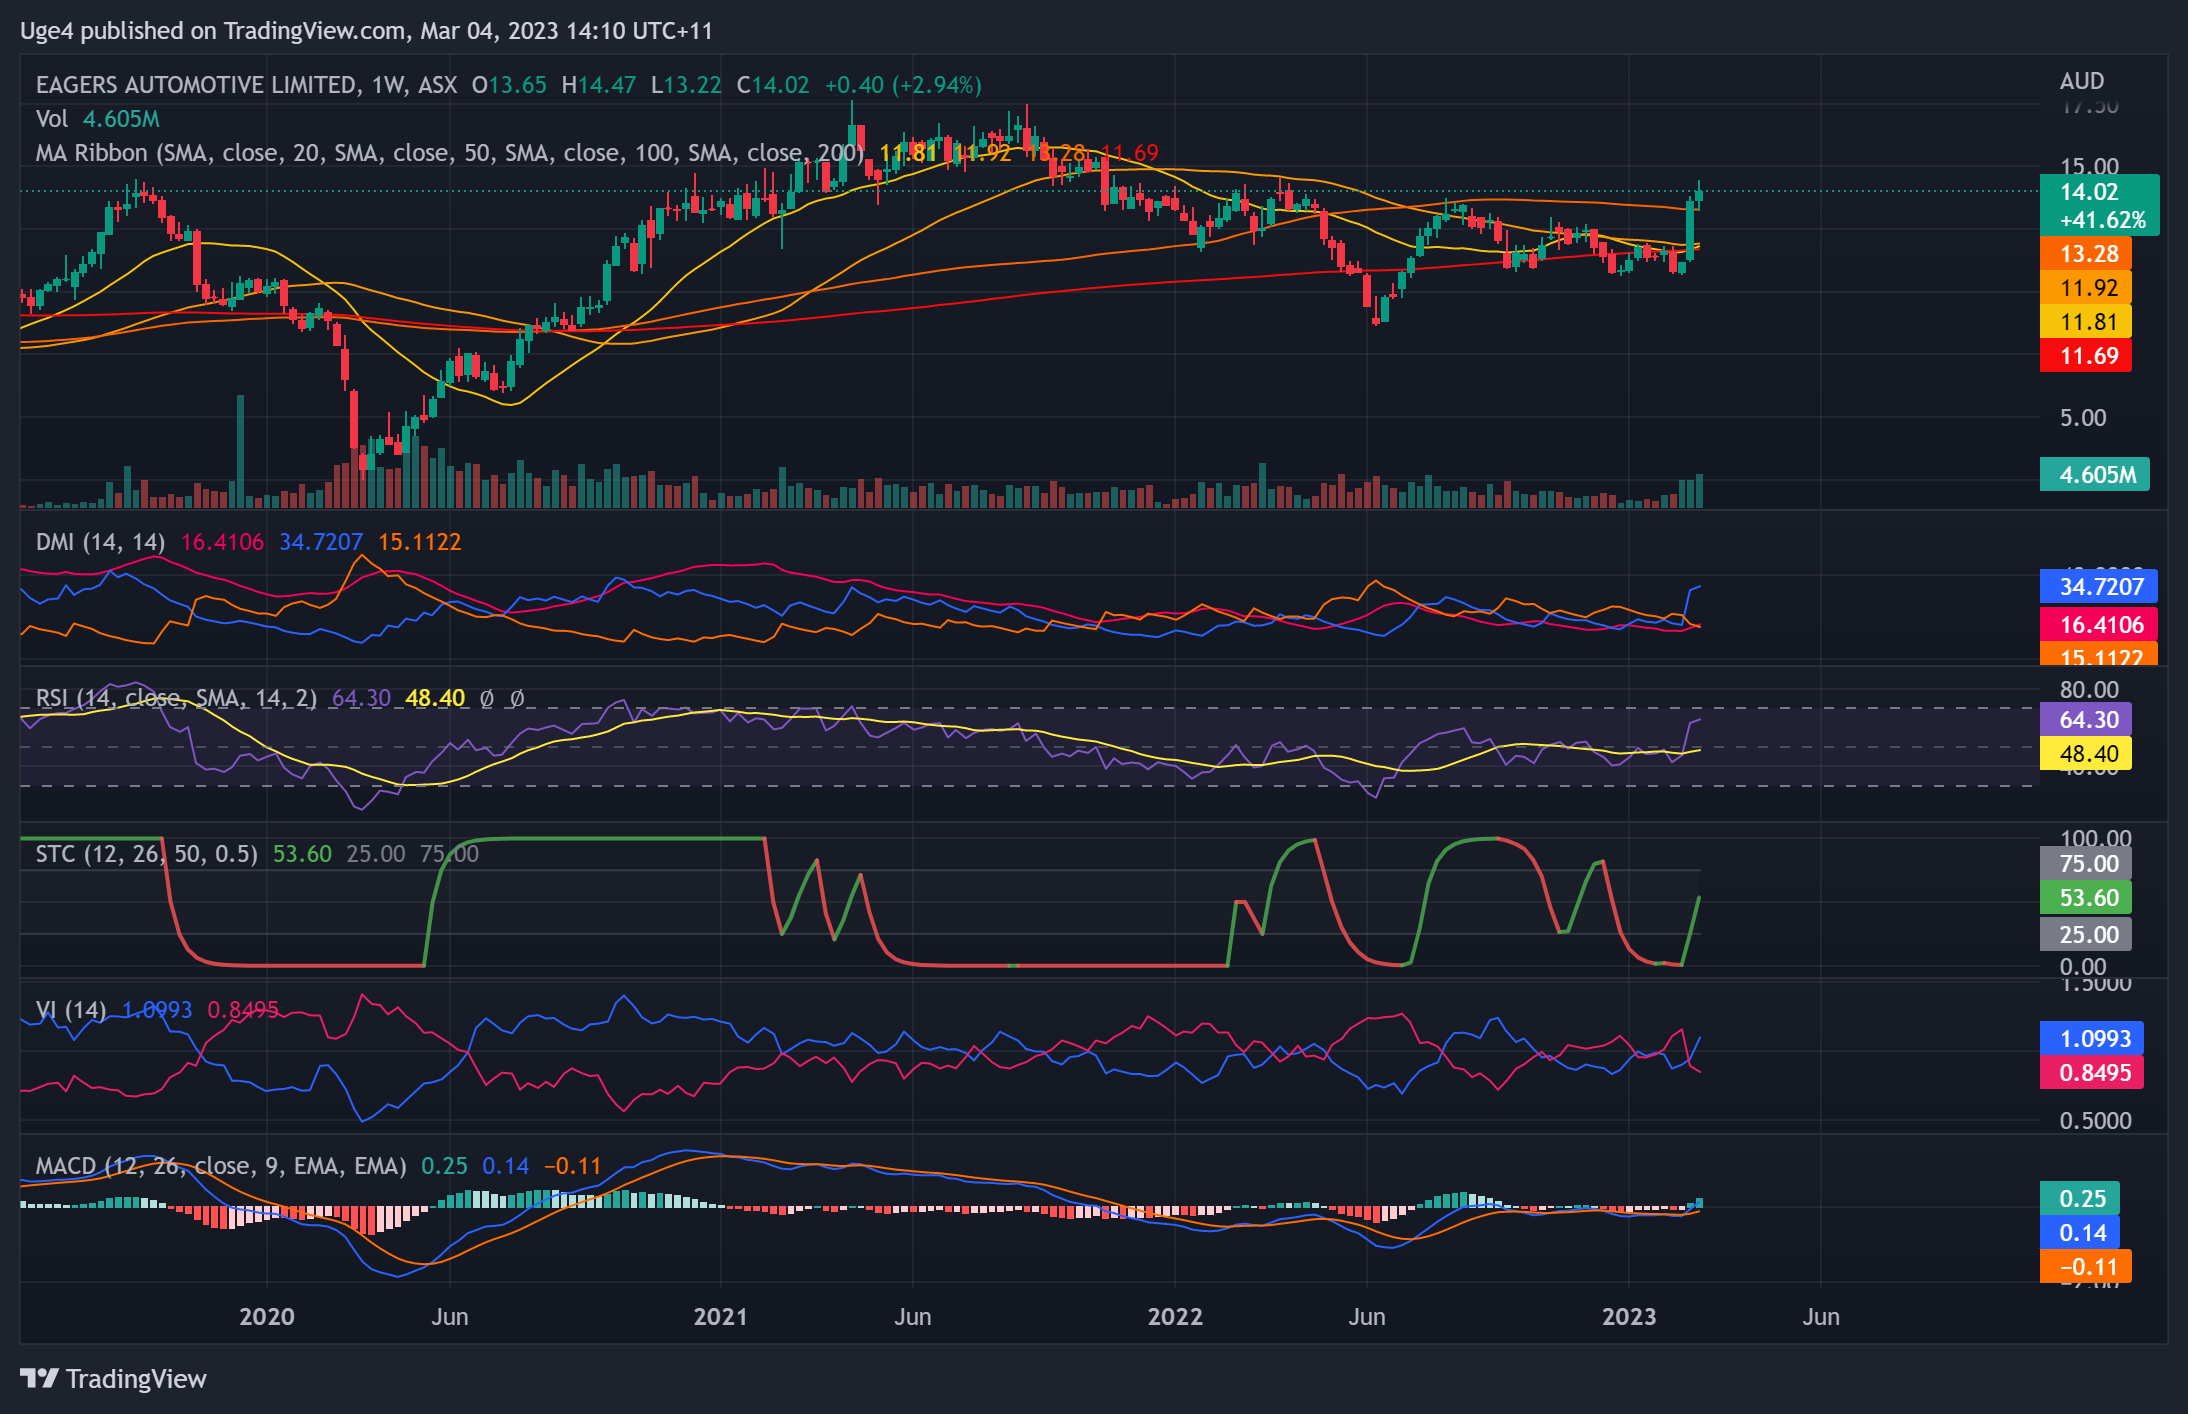 Uge4 published on TradingView.com, Mar 04, 2023 14:10 UTC+11
EAGERS AUTOMOTIVE LIMITED, 1W, ASX O13.65 H14.47 L13.22 C14.02 +0.40 (+2.94%)
Vol 4.605M
MA Ribbon (SMA, close, 20, SMA, close, 50, SMA, close, 100, SMA, close, 200) 11.81 11.92 13.28 11.69
AUD
17.50
15.00
14.02
+41.62%
13.28
11.92
11.81
11.69
5.00
4.605M
DMI (14, 14) 16.4106 34.7207 15.1122
34.7207
16.4106
15.1122
RSI (14, close, SMA, 14, 2) 64.30 48.40 Ø Ø
80.00
64.30
48.40
40.00
STC (12, 26, 50, 0.5) 53.60 25.00 75.00
100.00
75.00
53.60
25.00
0.00
VI (14) 1.0993 0.8495
1.5000
1.0993
0.8495
0.5000
MACD (12, 26, close, 9, EMA, EMA) 0.25 0.14 −0.11
0.25
0.14
−0.11
2020 Jun 2021 Jun 2022 Jun 2023 Jun
TradingView